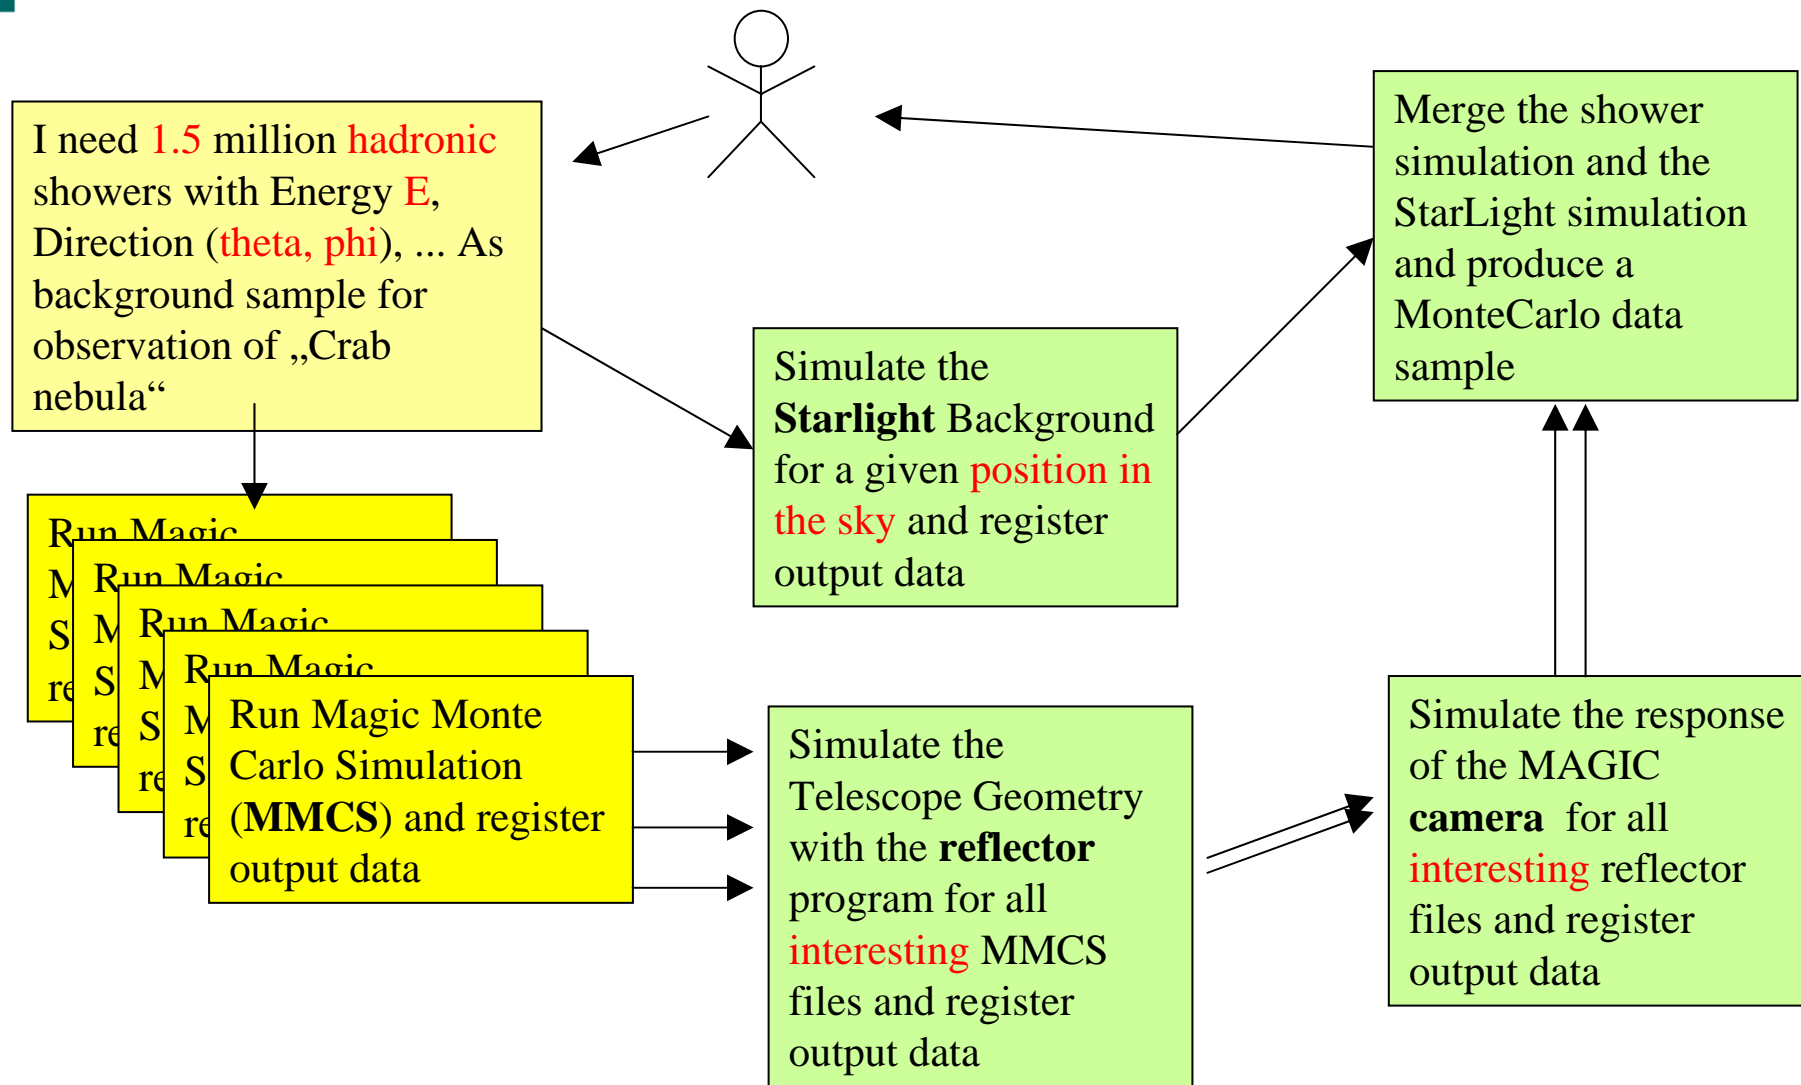 I need 1.5 million hadronic
showers with Energy E,
Direction (theta, phi), ... As
background sample for
observation of „Crab
nebula“
Merge the shower
simulation and the
StarLight simulation
and produce a
MonteCarlo data
sample
Simulate the
Starlight Background
for a given position in
the sky and register
output data
Run Magic
M
S
re
Run Magic
M
S
re
Run Magic
M
S
re
Run Magic
M
S
re
Run Magic Monte
Carlo Simulation
(MMCS) and register
output data
Simulate the
Telescope Geometry
with the reflector
program for all
interesting MMCS
files and register
output data
Simulate the response
of the MAGIC
camera for all
interesting reflector
files and register
output data